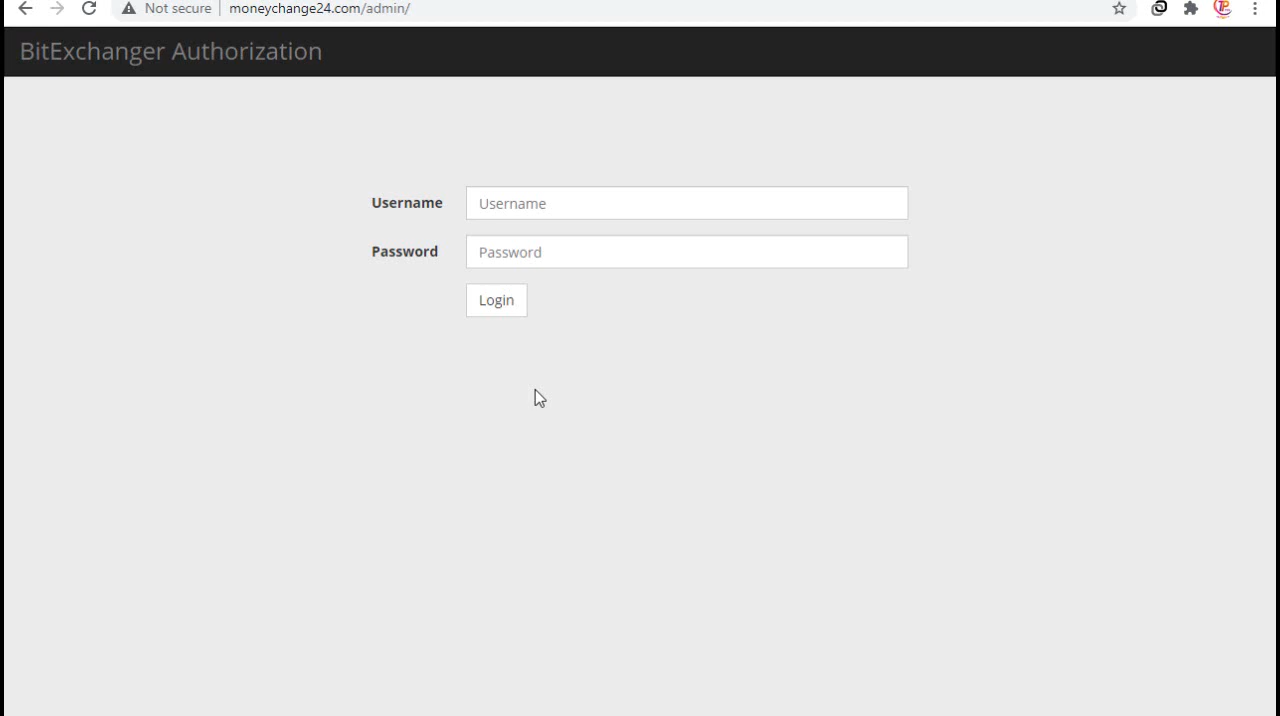 Not secure moneychange24.com/admin/
BitExchanger Authorization
Username Username
Password Password
Login